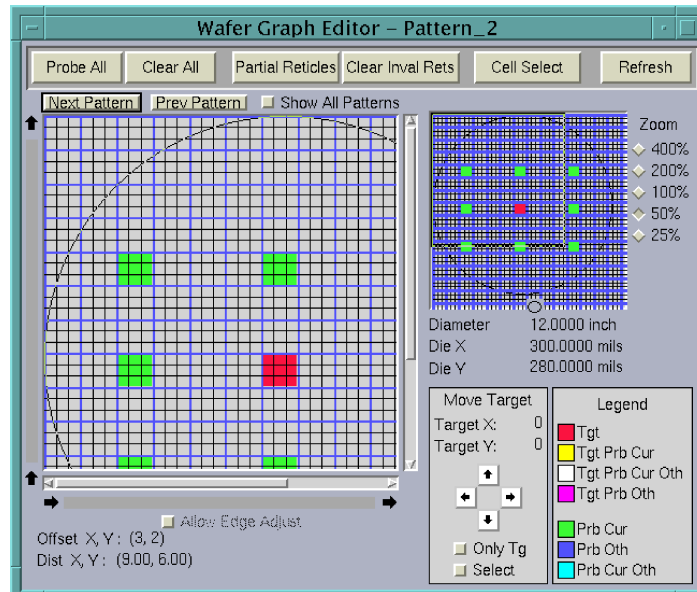 Wafer Graph Editor – Pattern_2
Probe All Clear All Partial Reticles Clear Inval Rets Cell Select Refresh
Next Pattern Prev Pattern Show All Patterns
Zoom
400%
200%
100%
50%
25%
Diameter 12.0000 inch
Die X 300.0000 mils
Die Y 280.0000 mils
Move Target
Target X: 0
Target Y: 0
Only Tg
Select
Legend
Tgt
Tgt Prb Cur
Tgt Prb Cur Oth
Tgt Prb Oth
Prb Cur
Prb Oth
Prb Cur Oth
Allow Edge Adjust
Offset X, Y : (3, 2)
Dist X, Y : (9.00, 6.00)